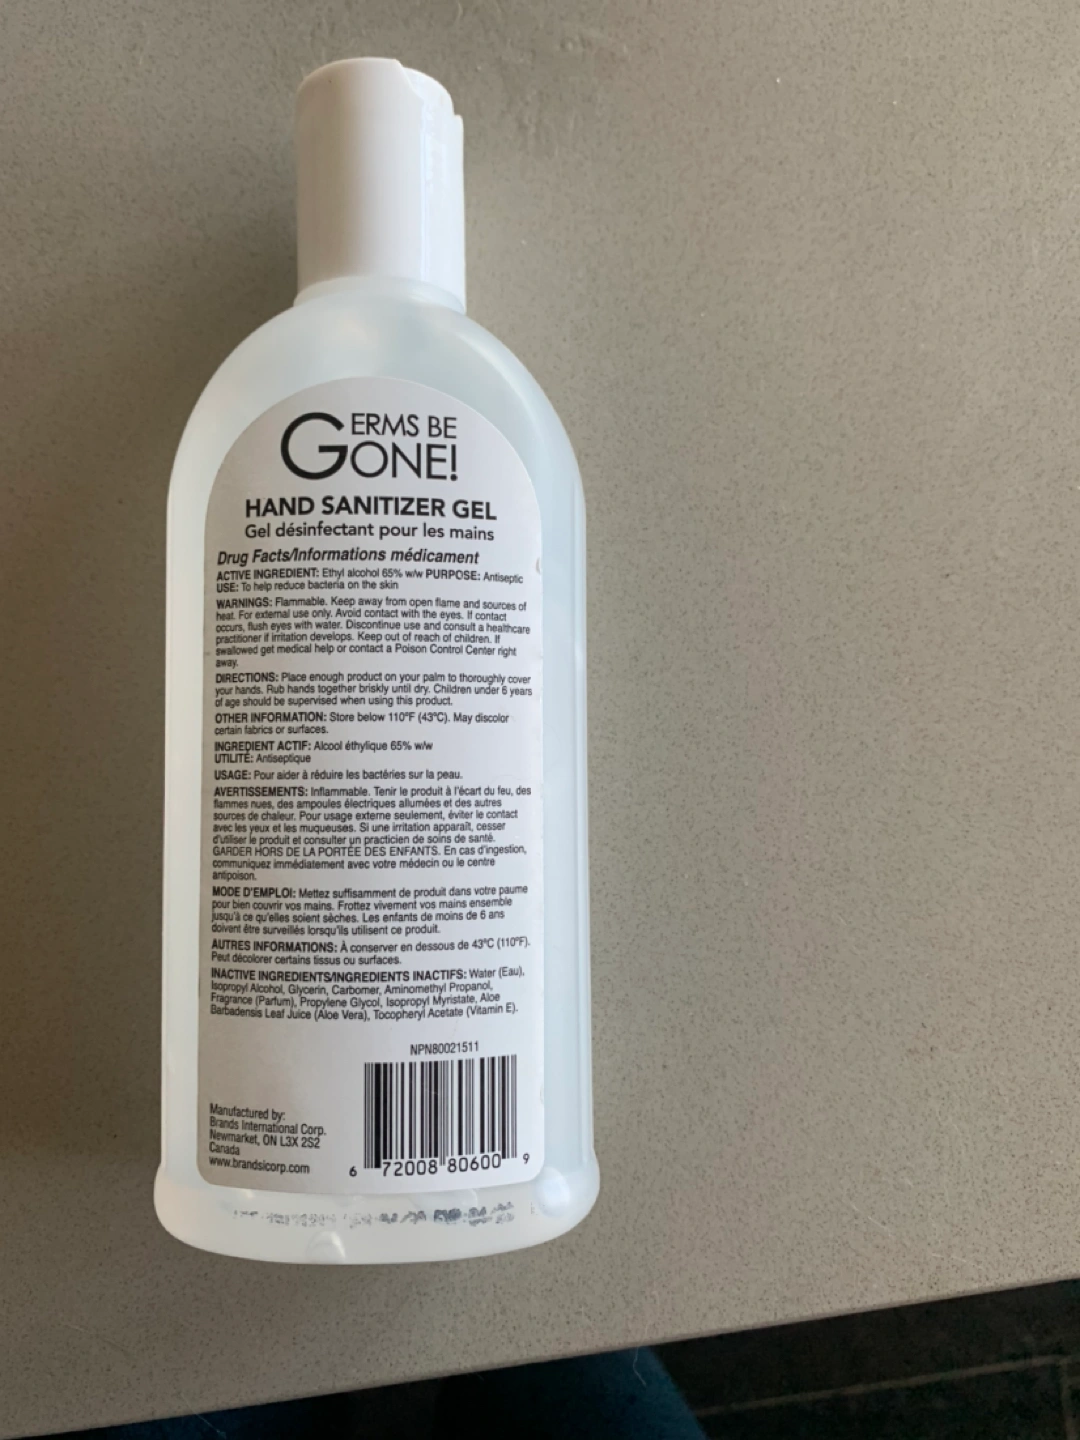 GERMS BE
GONE!
HAND SANITIZER GEL
Gel désinfectant pour les mains
Drug Facts/Informations médicament
ACTIVE INGREDIENT: Ethyl alcohol 65% w/w PURPOSE: Antiseptic
USE: To help reduce bacteria on the skin
WARNINGS: Flammable. Keep away from open flame and sources of
heat. For external use only. Avoid contact with the eyes. If contact
occurs, flush eyes with water. Discontinue use and consult a healthcare
practitioner if irritation develops. Keep out of reach of children. If
swallowed get medical help or contact a Poison Control Center right
away.
DIRECTIONS: Place enough product on your palm to thoroughly cover
your hands. Rub hands together briskly until dry. Children under 6 years
of age should be supervised when using this product.
OTHER INFORMATION: Store below 110°F (43°C). May discolor
certain fabrics or surfaces.
INGREDIENT ACTIF: Alcool éthylique 65% w/w
UTILITÉ: Antiseptique
USAGE: Pour aider à réduire les bactéries sur la peau.
AVERTISSEMENTS: Inflammable. Tenir le produit à l'écart du feu, des
flammes nues, des ampoules électriques allumées et des autres
sources de chaleur. Pour usage externe seulement, éviter le contact
avec les yeux et les muqueuses. Si une irritation apparaît, cesser
d'utiliser le produit et consulter un practicien de soins de santé.
GARDER HORS DE LA PORTÉE DES ENFANTS. En cas d'ingestion,
communiquez immédiatement avec votre médecin ou le centre
antipoison.
MODE D'EMPLOI: Mettez suffisamment de produit dans votre paume
pour bien couvrir vos mains. Frottez vivement vos mains ensemble
jusqu'à ce qu'elles soient sèches. Les enfants de moins de 6 ans
doivent être surveillés lorsqu'ils utilisent ce produit.
AUTRES INFORMATIONS: À conserver en dessous de 43°C (110°F).
Peut décolorer certains tissus ou surfaces.
INACTIVE INGREDIENTS/INGREDIENTS INACTIFS: Water (Eau),
Isopropyl Alcohol, Glycerin, Carbomer, Aminomethyl Propanol,
Fragrance (Parfum), Propylene Glycol, Isopropyl Myristate, Aloe
Barbadensis Leaf Juice (Aloe Vera), Tocopheryl Acetate (Vitamin E).
NPN80021511
Manufactured by:
Brands International Corp.
Newmarket, ON L3X 2S2
Canada
www.brandsicorp.com
6 72008 80600 9